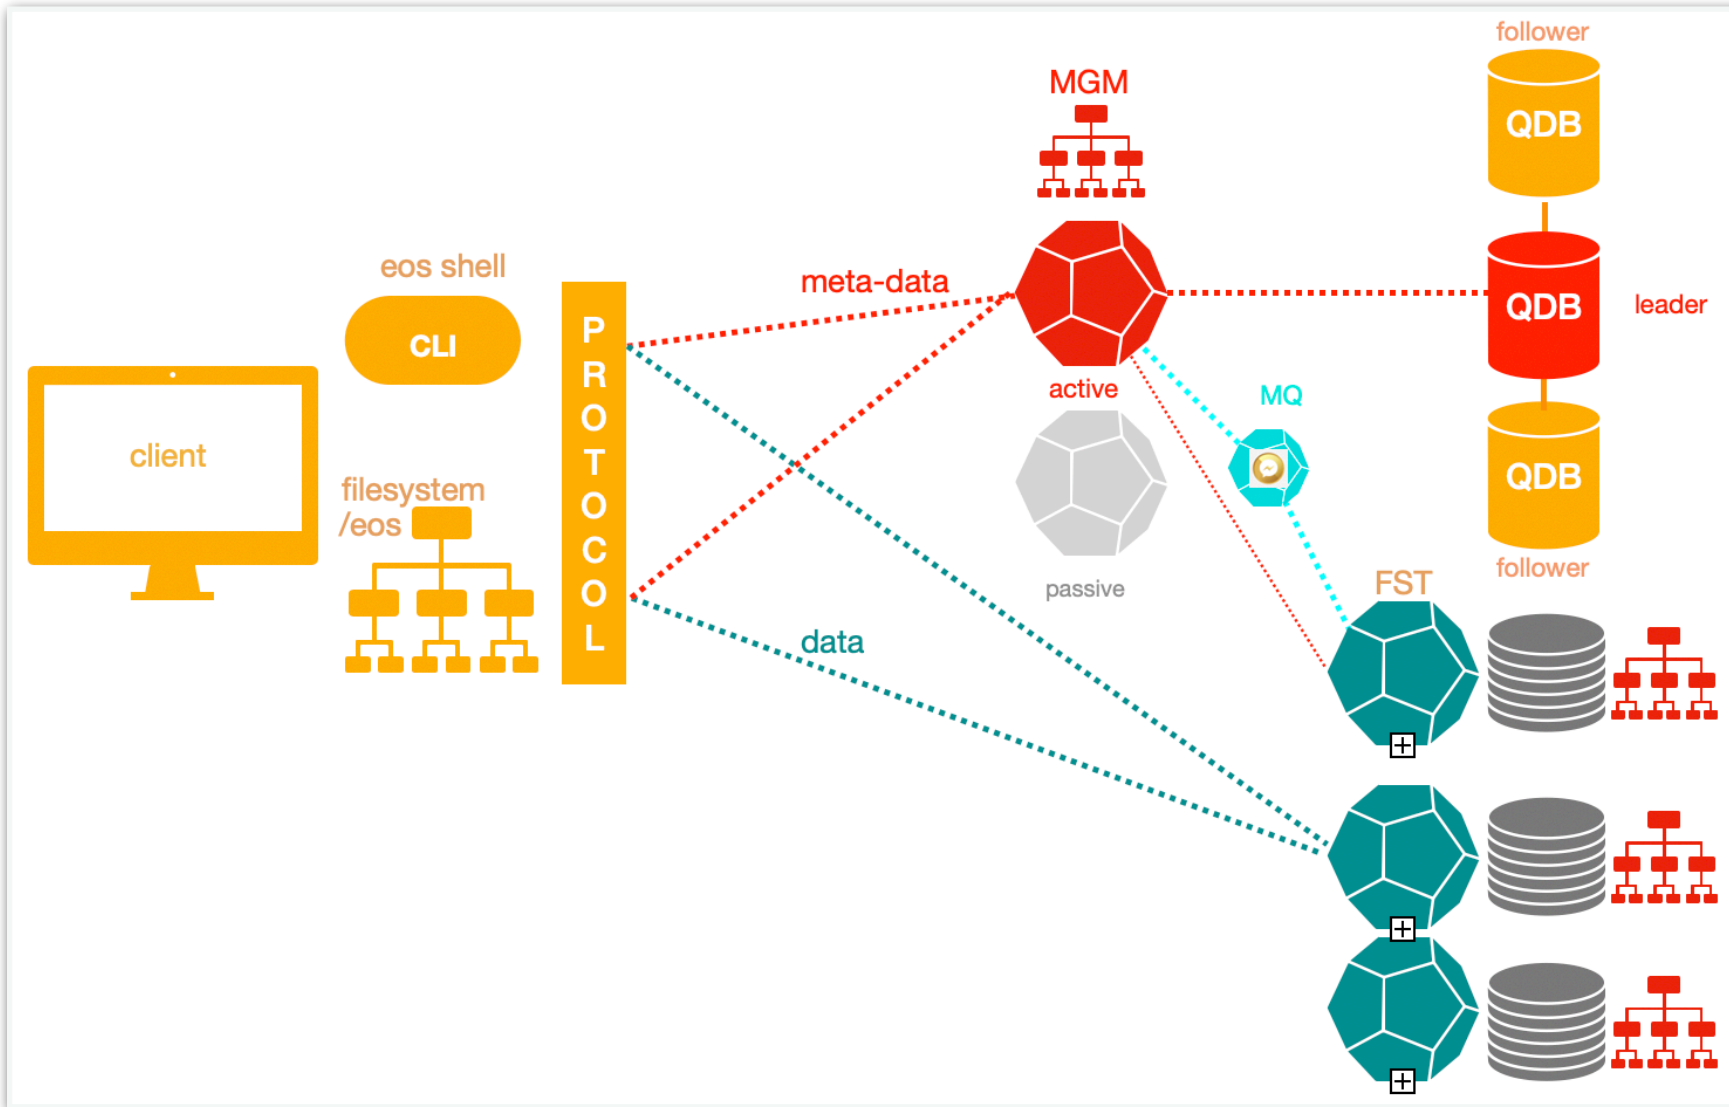 follower
MGM
QDB
eos shell
meta-data
CLI
PROTOCOL
QDB
leader
active
MQ
client
filesystem
/eos
QDB
passive
FST
follower
data